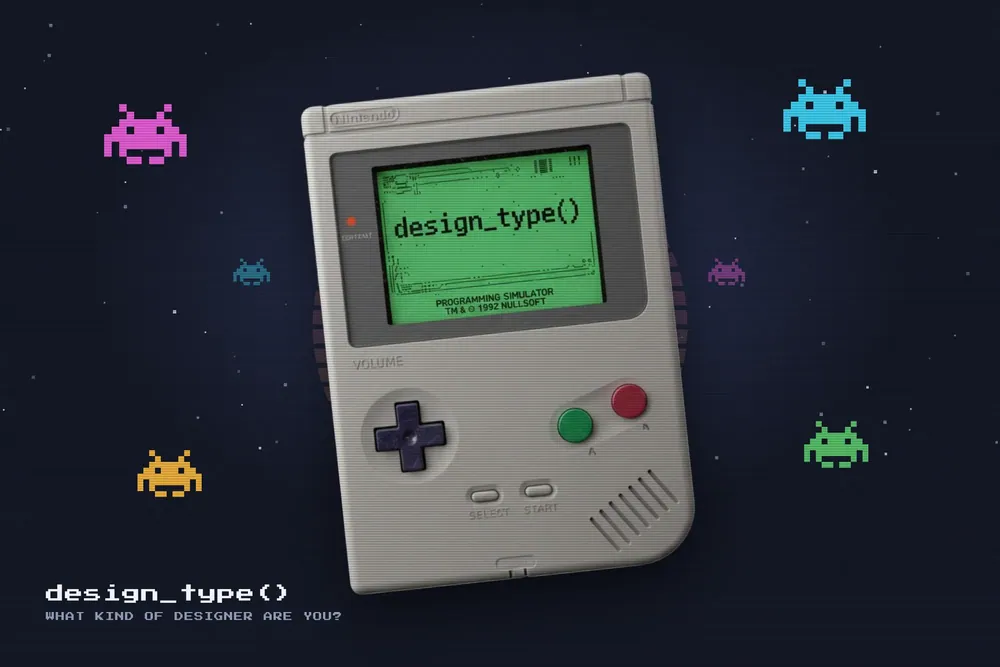 Nintendo
design_type()
PROGRAMMING SIMULATOR
TM & © 1992 NULLSOFT
VOLUME
A
A
SELECT
START
design_type()
WHAT KIND OF DESIGNER ARE YOU?